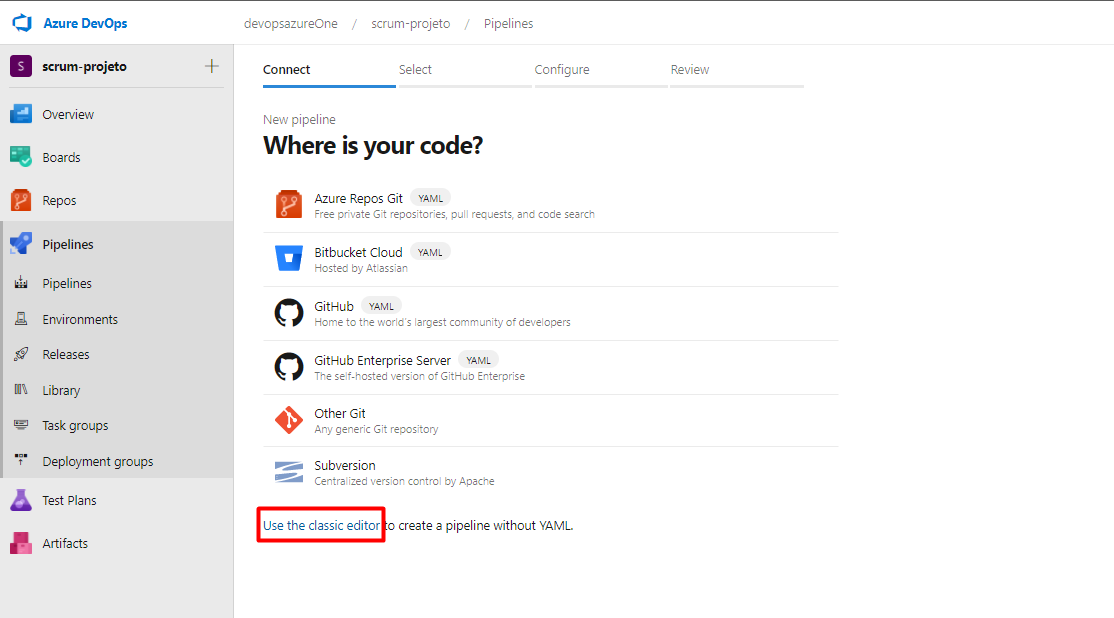 Azure DevOps
devopsazureOne / scrum-projeto / Pipelines
S scrum-projeto +
Overview
Boards
Repos
Pipelines
Pipelines
Environments
Releases
Library
Task groups
Deployment groups
Test Plans
Artifacts
Connect Select Configure Review
New pipeline
Where is your code?
Azure Repos Git YAML
Free private Git repositories, pull requests, and code search
Bitbucket Cloud YAML
Hosted by Atlassian
GitHub YAML
Home to the world's largest community of developers
GitHub Enterprise Server YAML
The self-hosted version of GitHub Enterprise
Other Git
Any generic Git repository
Subversion
Centralized version control by Apache
Use the classic editor to create a pipeline without YAML.